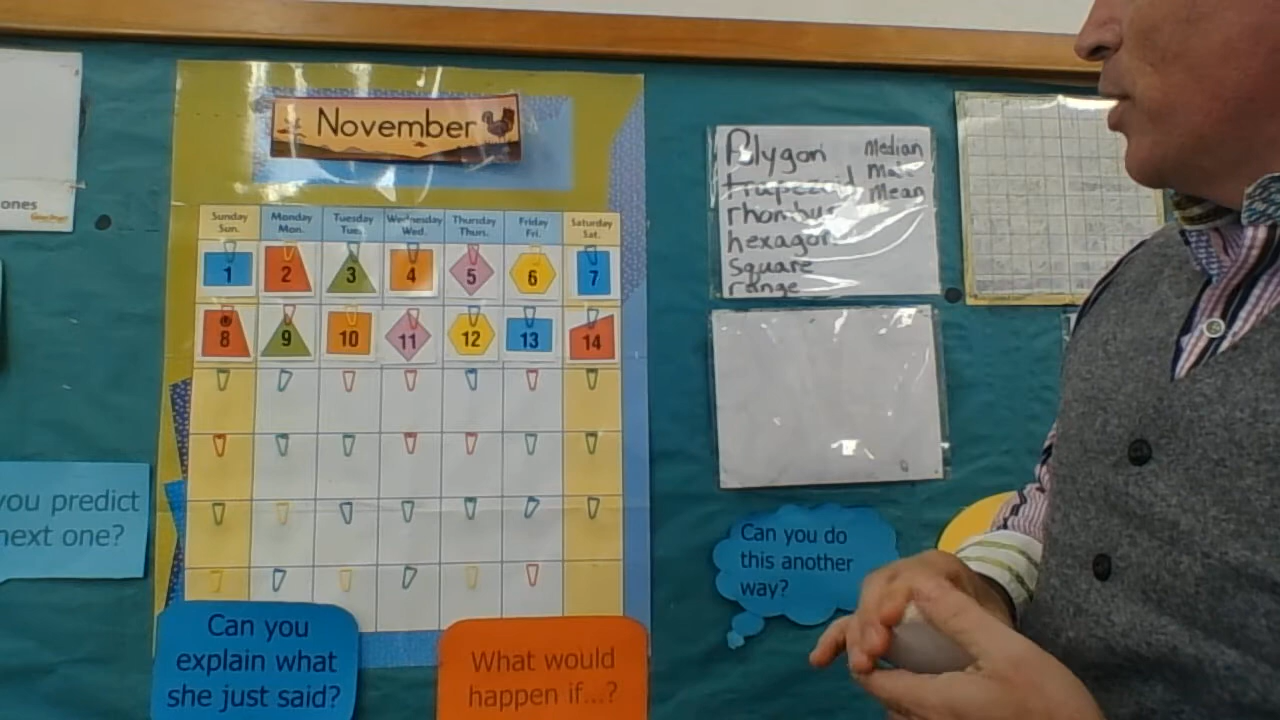 November
Sunday Monday Tuesday Wednesday Thursday Friday Saturday
Sun. Mon. Tue. Wed. Thurs. Fri. Sat.
1 2 3 4 5 6 7
8 9 10 11 12 13 14
Polygon
trapezoid
rhombus
hexagon
square
range
Median
Mean
ones
you predict
next one?
Can you
explain what
she just said?
What would
happen if...?
Can you do
this another
way?